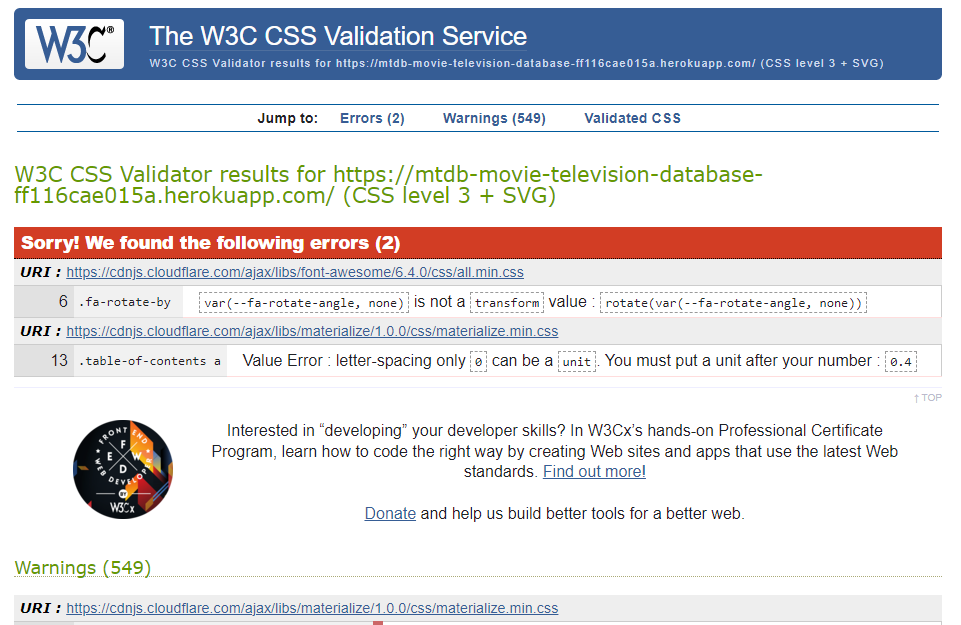 W3C®
The W3C CSS Validation Service
W3C CSS Validator results for https://mtdb-movie-television-database-ff116cae015a.herokuapp.com/ (CSS level 3 + SVG)
Jump to: Errors (2) Warnings (549) Validated CSS
W3C CSS Validator results for https://mtdb-movie-television-database-
ff116cae015a.herokuapp.com/ (CSS level 3 + SVG)
Sorry! We found the following errors (2)
URI : https://cdnjs.cloudflare.com/ajax/libs/font-awesome/6.4.0/css/all.min.css
6 .fa-rotate-by var(--fa-rotate-angle, none) is not a transform value : rotate(var(--fa-rotate-angle, none))
URI : https://cdnjs.cloudflare.com/ajax/libs/materialize/1.0.0/css/materialize.min.css
13 .table-of-contents a Value Error : letter-spacing only 0 can be a unit. You must put a unit after your number : 0.4
↑ TOP
FRONT END
WEB DEVELOPER
F
E W
D
BY
W3Cx
Interested in “developing” your developer skills? In W3Cx’s hands-on Professional Certificate
Program, learn how to code the right way by creating Web sites and apps that use the latest Web
standards. Find out more!
Donate and help us build better tools for a better web.
Warnings (549)
URI : https://cdnjs.cloudflare.com/ajax/libs/materialize/1.0.0/css/materialize.min.css